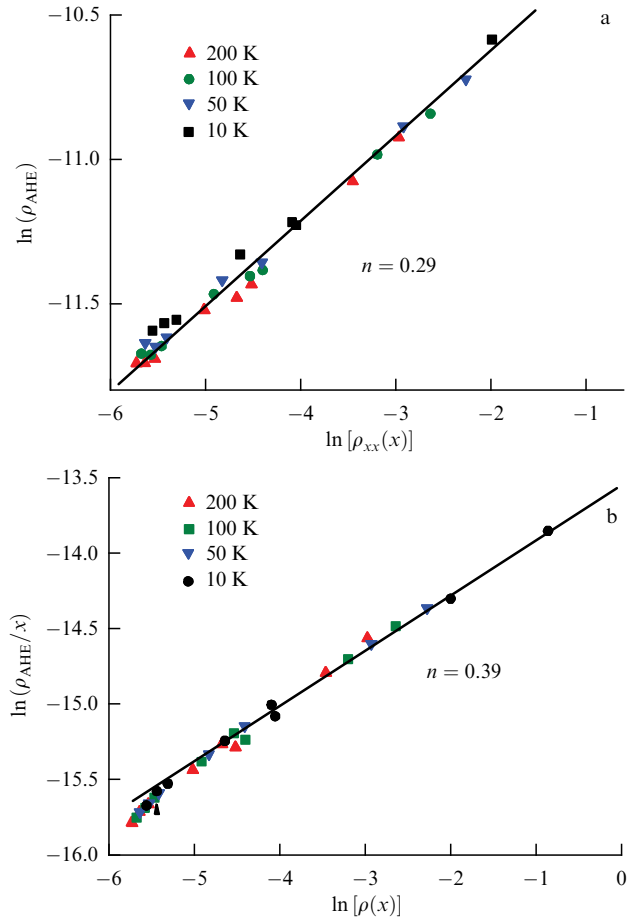 a
−10.5
−11.0
−11.5
ln (ρAHE)
200 K
100 K
50 K
10 K
n = 0.29
−6 −5 −4 −3 −2 −1
ln [ρxx(x)]
b
−13.5
−14.0
−14.5
−15.0
−15.5
−16.0
ln (ρAHE/x)
200 K
100 K
50 K
10 K
n = 0.39
−6 −5 −4 −3 −2 −1 0
ln [ρ(x)]